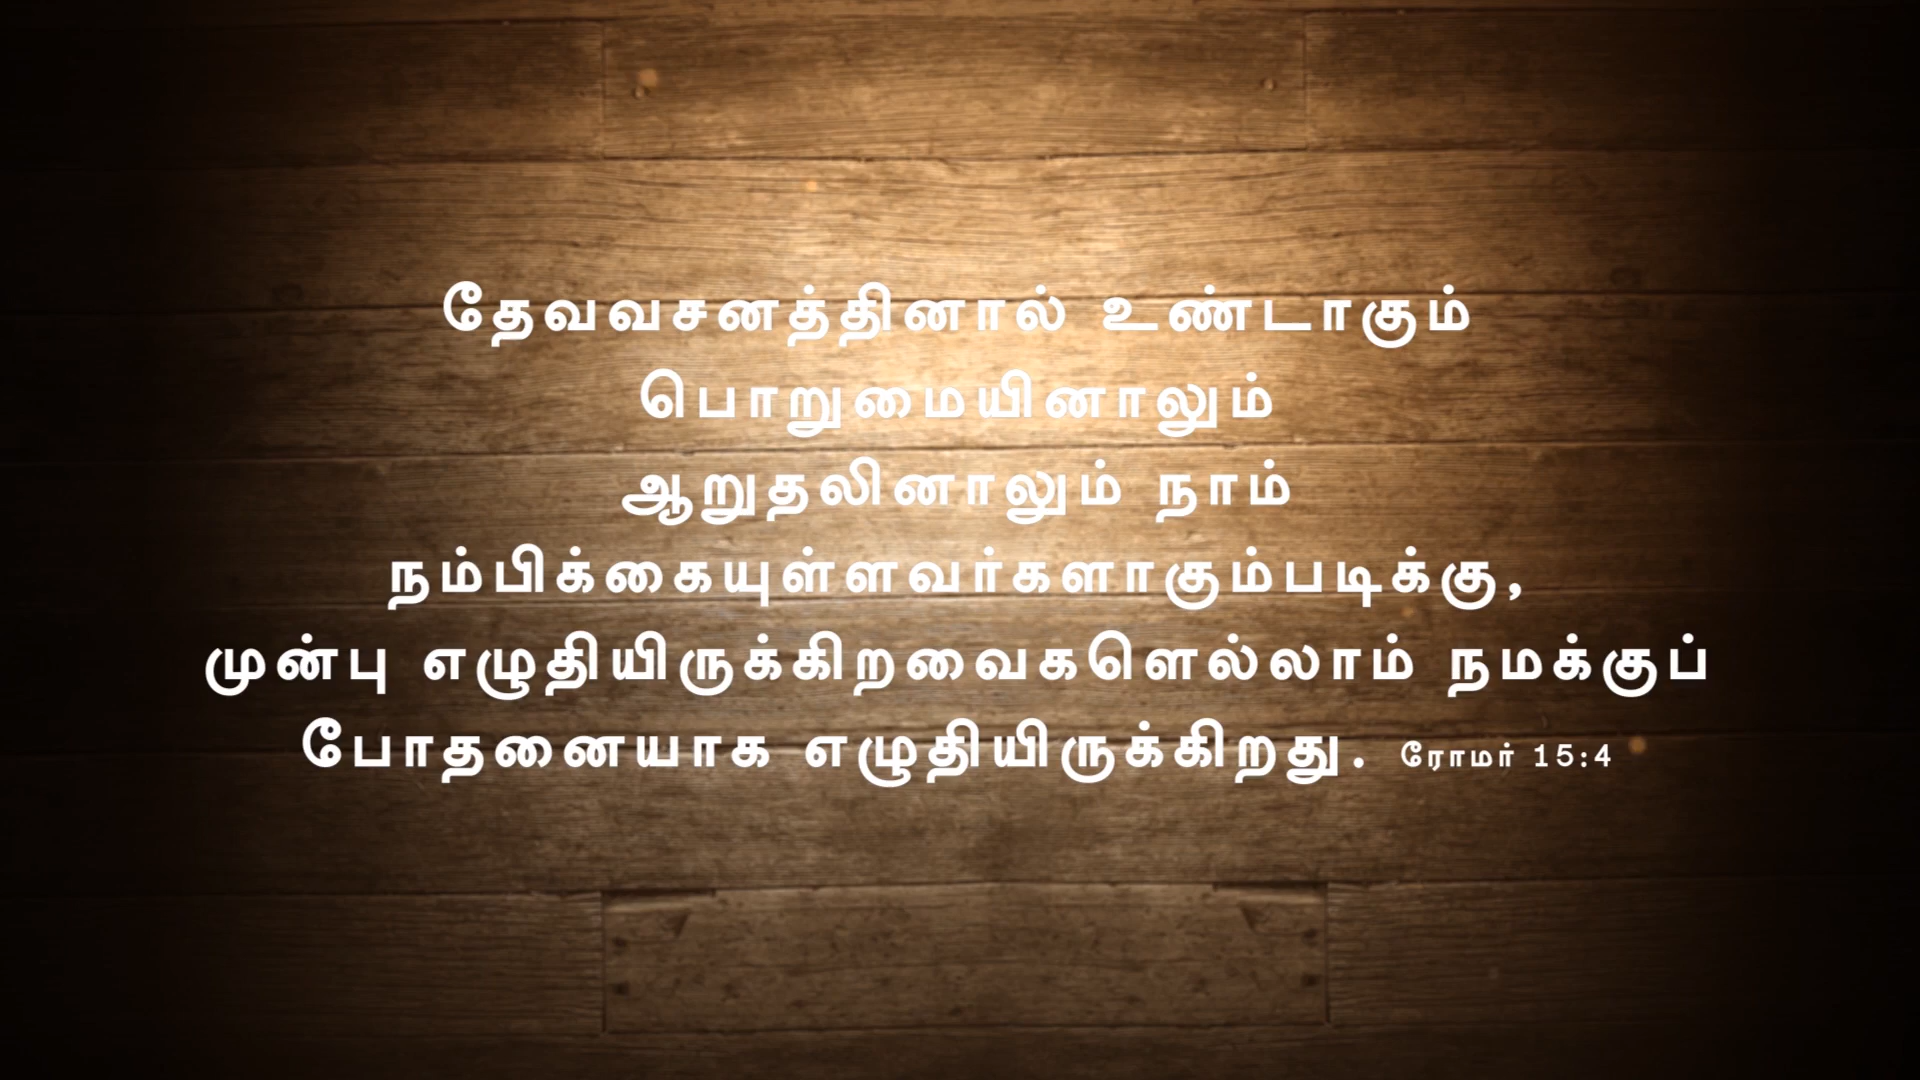 தேவவசனத்தினால் உண்டாகும்
பொறுமையினாலும்
ஆறுதலினாலும் நாம்
நம்பிக்கையுள்ளவர்களாகும்படிக்கு,
முன்பு எழுதியிருக்கிறவைகளெல்லாம் நமக்குப்
போதனையாக எழுதியிருக்கிறது. ரோமர் 15:4